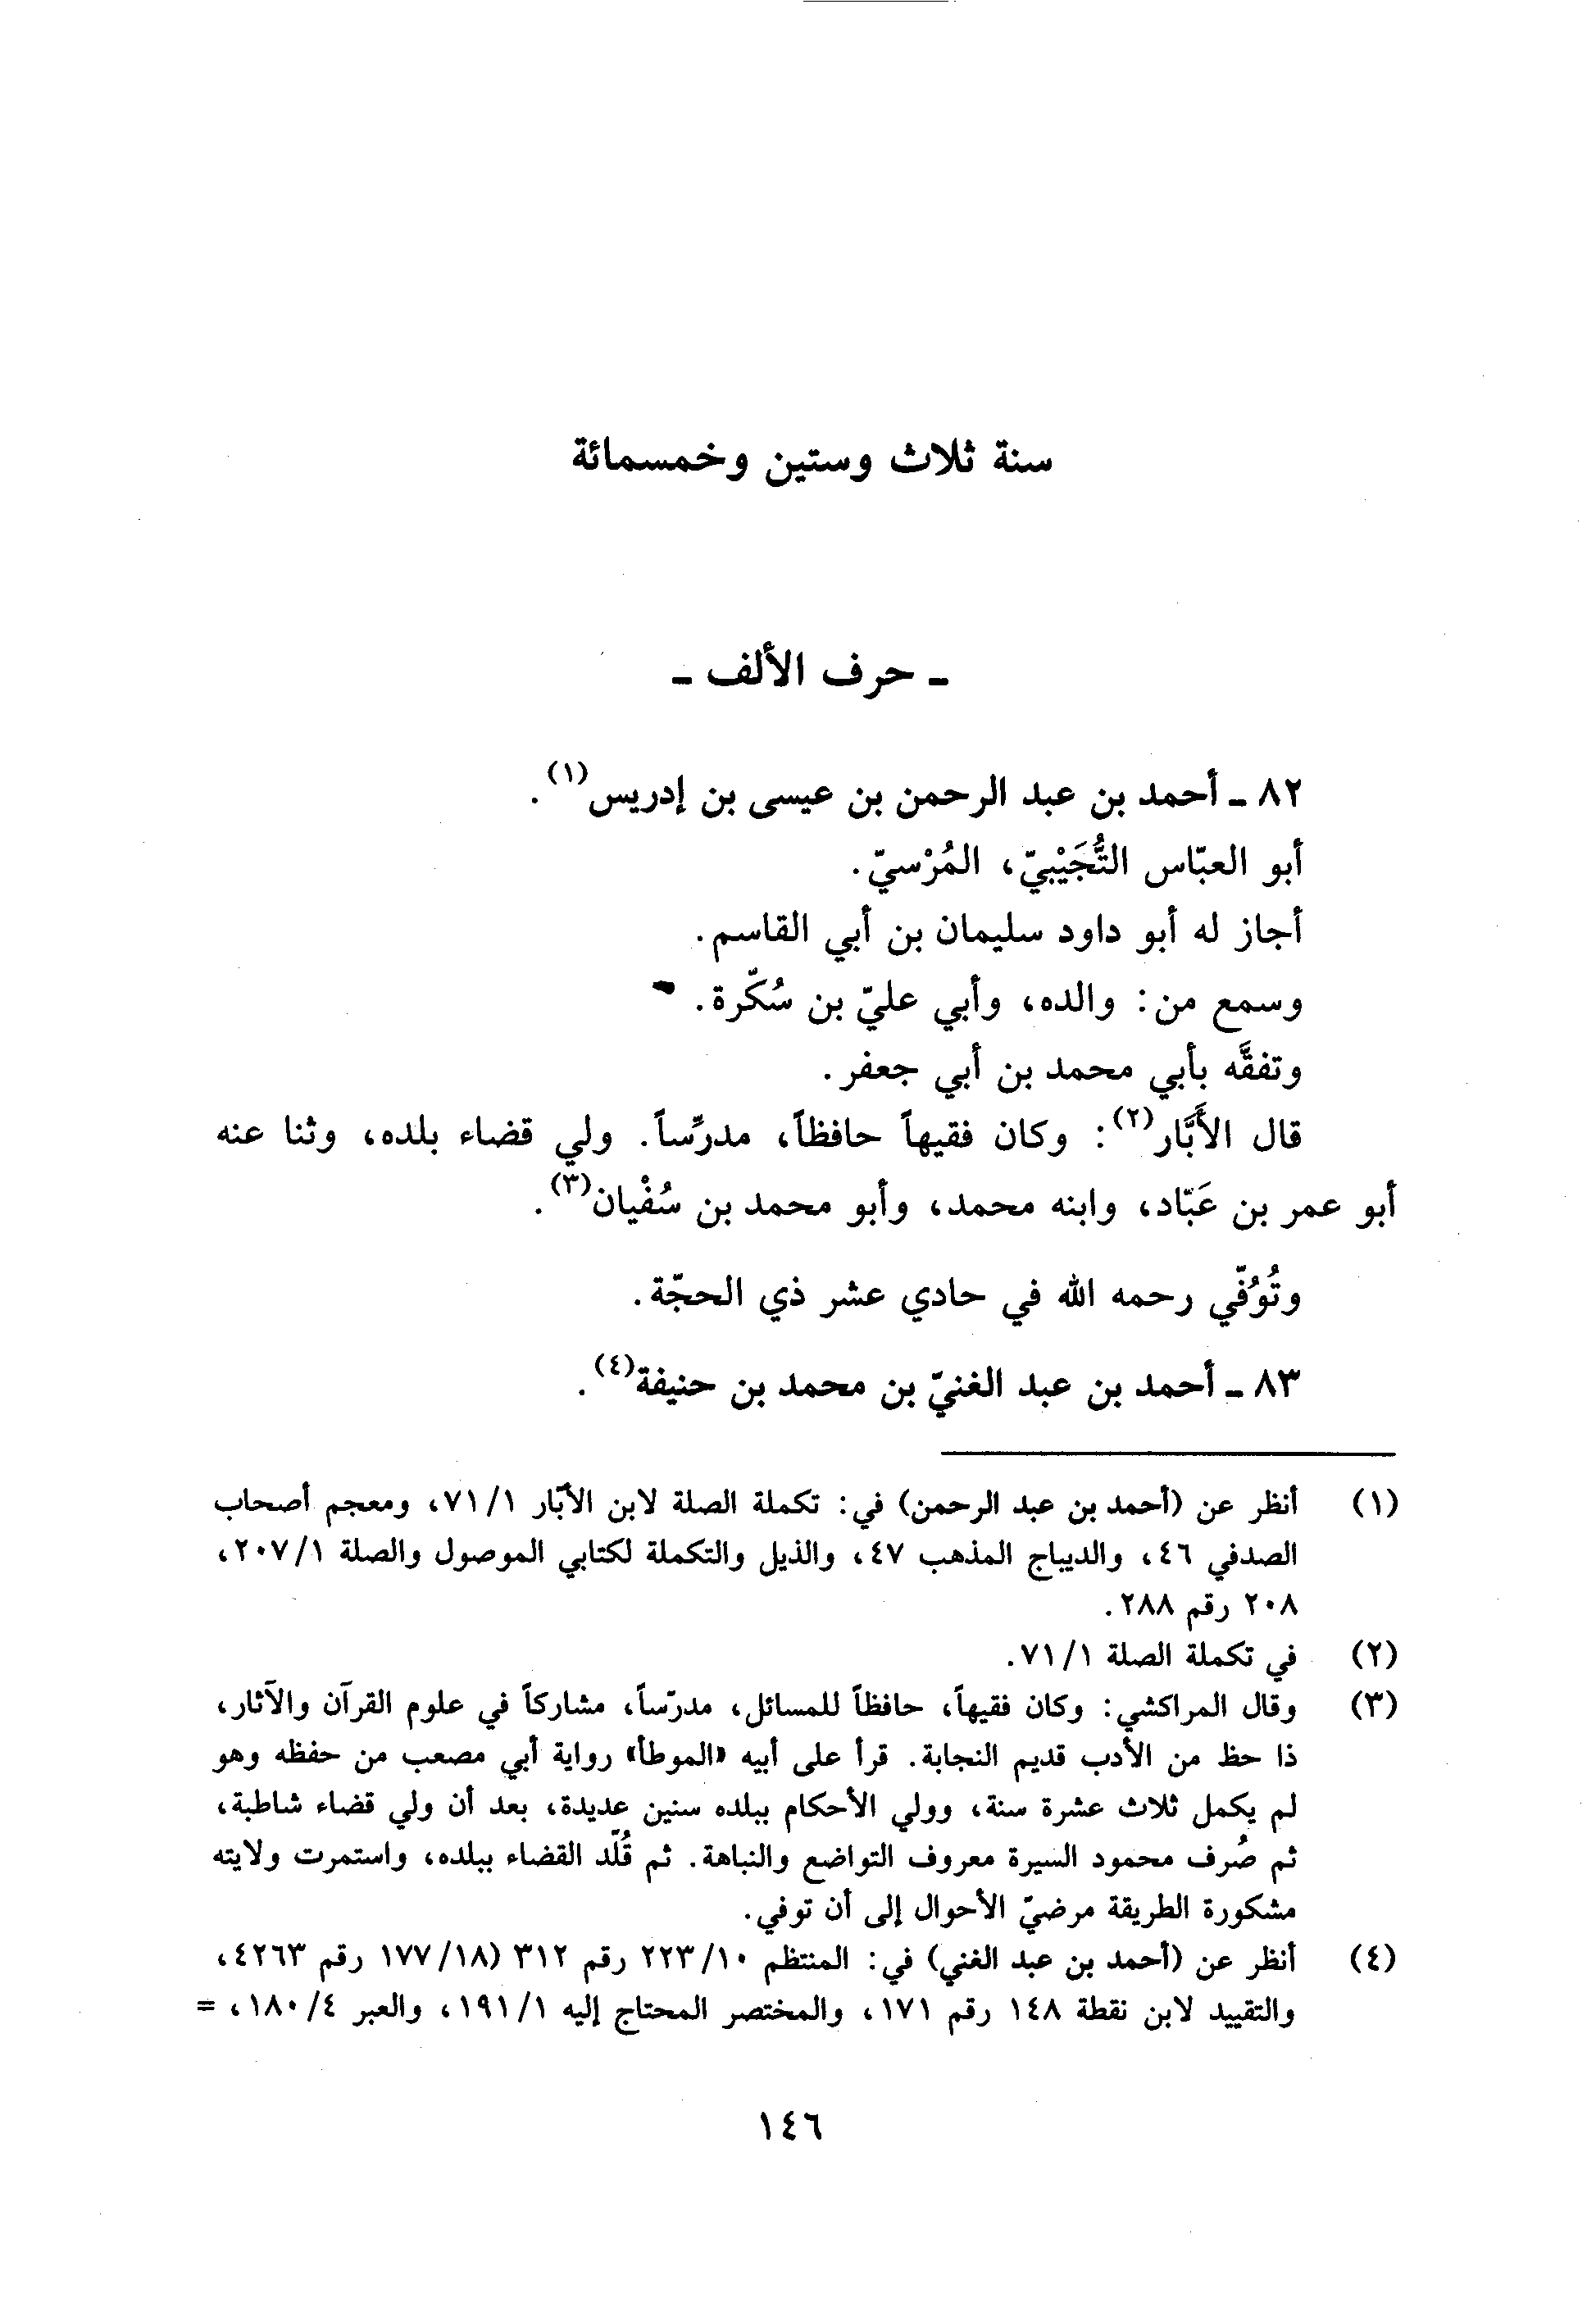 سنة ثلاث وستين وخمسمائة
ـ حرف الألف ـ
٨٢ ـ أحمد بن عبد الرحمن بن عيسى بن إدريس(١).
أبو العبّاس التُّجَيْبيّ، المُرْسيّ.
أجاز له أبو داود سليمان بن أبي القاسم.
وسمع من: والده، وأبي عليّ بن سُكّرة.
وتفقَّه بأبي محمد بن أبي جعفر.
قال الأَبَّار(٢): وكان فقيهاً حافظاً، مدرِّساً. ولي قضاء بلده، وثنا عنه
أبو عمر بن عَبّاد، وابنه محمد، وأبو محمد بن سُفْيان(٣).
وتُوُفّي رحمه الله في حادي عشر ذي الحجّة.
٨٣ ـ أحمد بن عبد الغنيّ بن محمد بن حنيفة(٤).
(١) أنظر عن (أحمد بن عبد الرحمن) في: تكملة الصلة لابن الأبّار ٧١/١، ومعجم أصحاب
الصدفي ٤٦، والديباج المذهب ٤٧، والذيل والتكملة لكتابي الموصول والصلة ٢٠٧/١،
٢٠٨ رقم ٢٨٨.
(٢) في تكملة الصلة ٧١/١.
(٣) وقال المراكشي: وكان فقيهاً، حافظاً للمسائل، مدرّساً، مشاركاً في علوم القرآن والآثار،
ذا حظ من الأدب قديم النجابة. قرأ على أبيه «الموطأ» رواية أبي مصعب من حفظه وهو
لم يكمل ثلاث عشرة سنة، وولي الأحكام ببلده سنين عديدة، بعد أن ولي قضاء شاطبة،
ثم صُرف محمود السيرة معروف التواضع والنباهة. ثم قُلّد القضاء ببلده، واستمرت ولايته
مشكورة الطريقة مرضيّ الأحوال إلى أن توفي.
(٤) أنظر عن (أحمد بن عبد الغني) في: المنتظم ٢٢٣/١٠ رقم ٣١٢ (١٧٧/١٨ رقم ٤٢٦٣،
والتقييد لابن نقطة ١٤٨ رقم ١٧١، والمختصر المحتاج إليه ١٩١/١، والعبر ١٨٠/٤، =
١٤٦